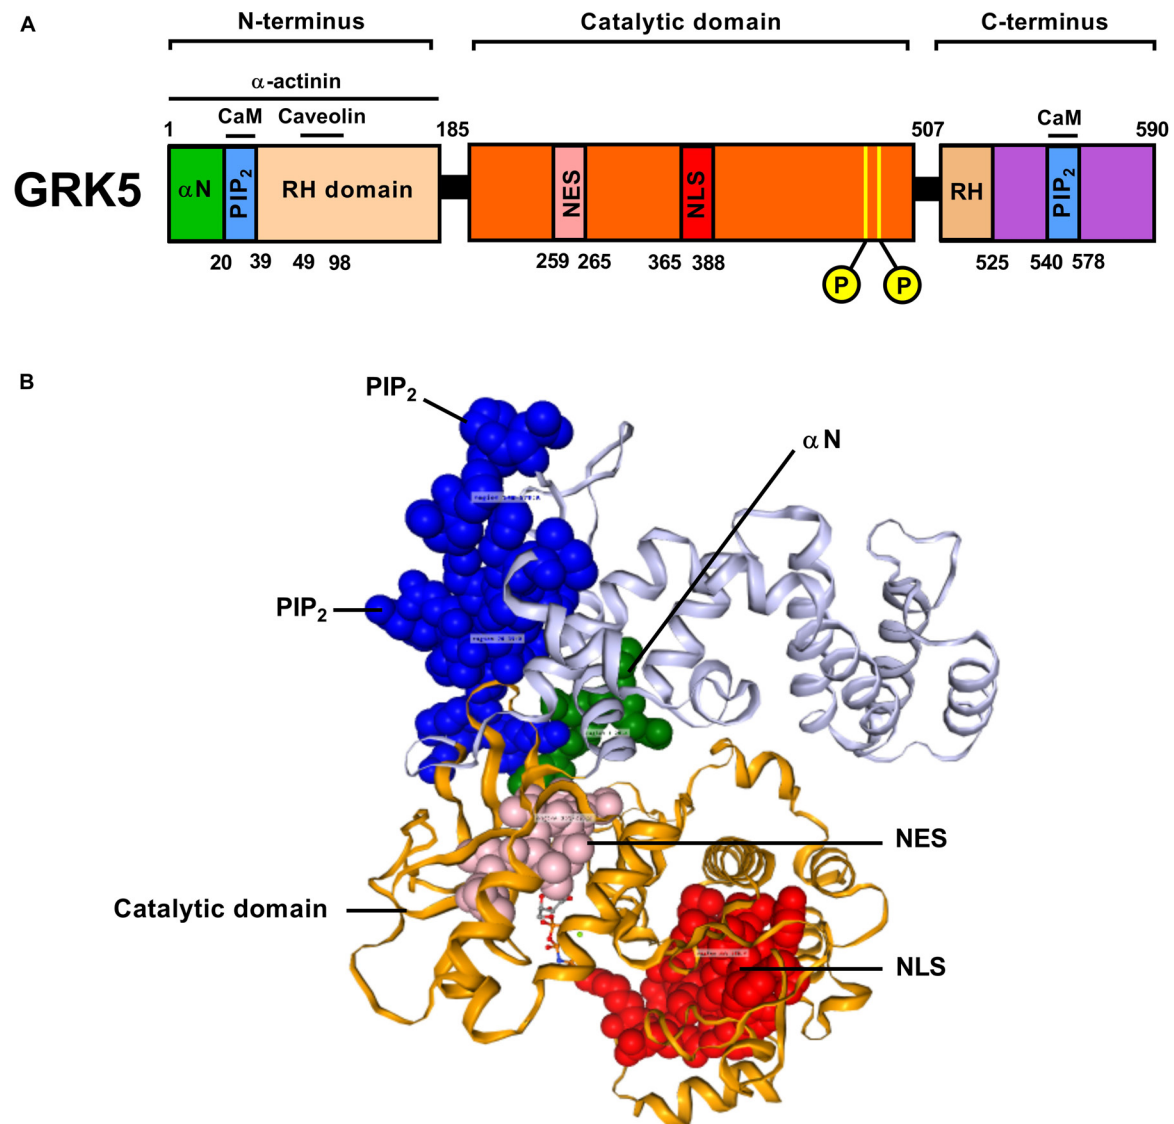 A
N-terminus Catalytic domain C-terminus
α-actinin
CaM Caveolin CaM
1 185 507 590
GRK5 αN PIP₂ RH domain NES NLS RH PIP₂
20 39 49 98 259 265 365 388 525 540 578
P P
B
PIP₂
αN
PIP₂
NES
Catalytic domain
NLS